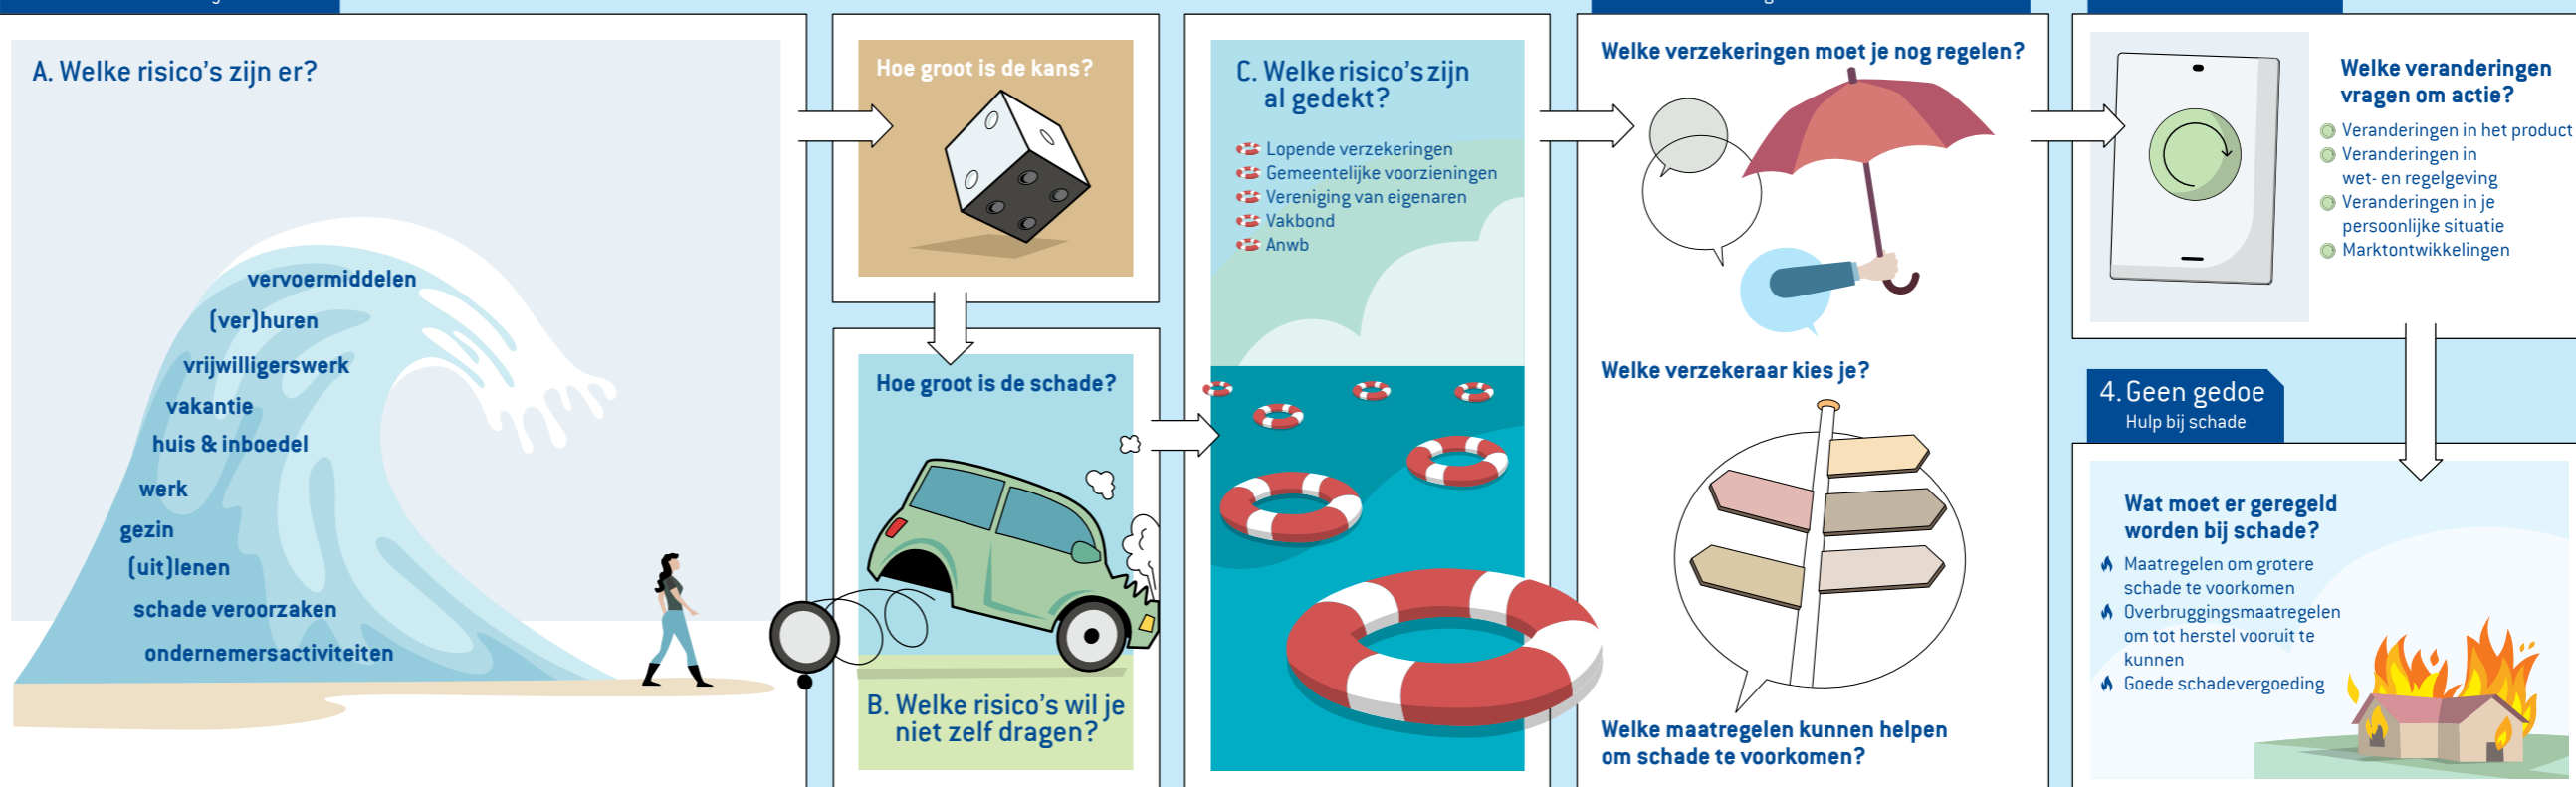 A. Welke risico's zijn er?
vervoermiddelen
(ver)huren
vrijwilligerswerk
vakantie
huis & inboedel
werk
gezin
(uit)lenen
schade veroorzaken
ondernemersactiviteiten
Hoe groot is de kans?
Hoe groot is de schade?
B. Welke risico's wil je
niet zelf dragen?
C. Welke risico's zijn
al gedekt?
Lopende verzekeringen
Gemeentelijke voorzieningen
Vereniging van eigenaren
Vakbond
Anwb
Welke verzekeringen moet je nog regelen?
Welke verzekeraar kies je?
Welke maatregelen kunnen helpen
om schade te voorkomen?
Welke veranderingen
vragen om actie?
Veranderingen in het product
Veranderingen in
wet- en regelgeving
Veranderingen in je
persoonlijke situatie
Marktontwikkelingen
4. Geen gedoe
Hulp bij schade
Wat moet er geregeld
worden bij schade?
Maatregelen om grotere
schade te voorkomen
Overbruggingsmaatregelen
om tot herstel vooruit te
kunnen
Goede schadevergoeding